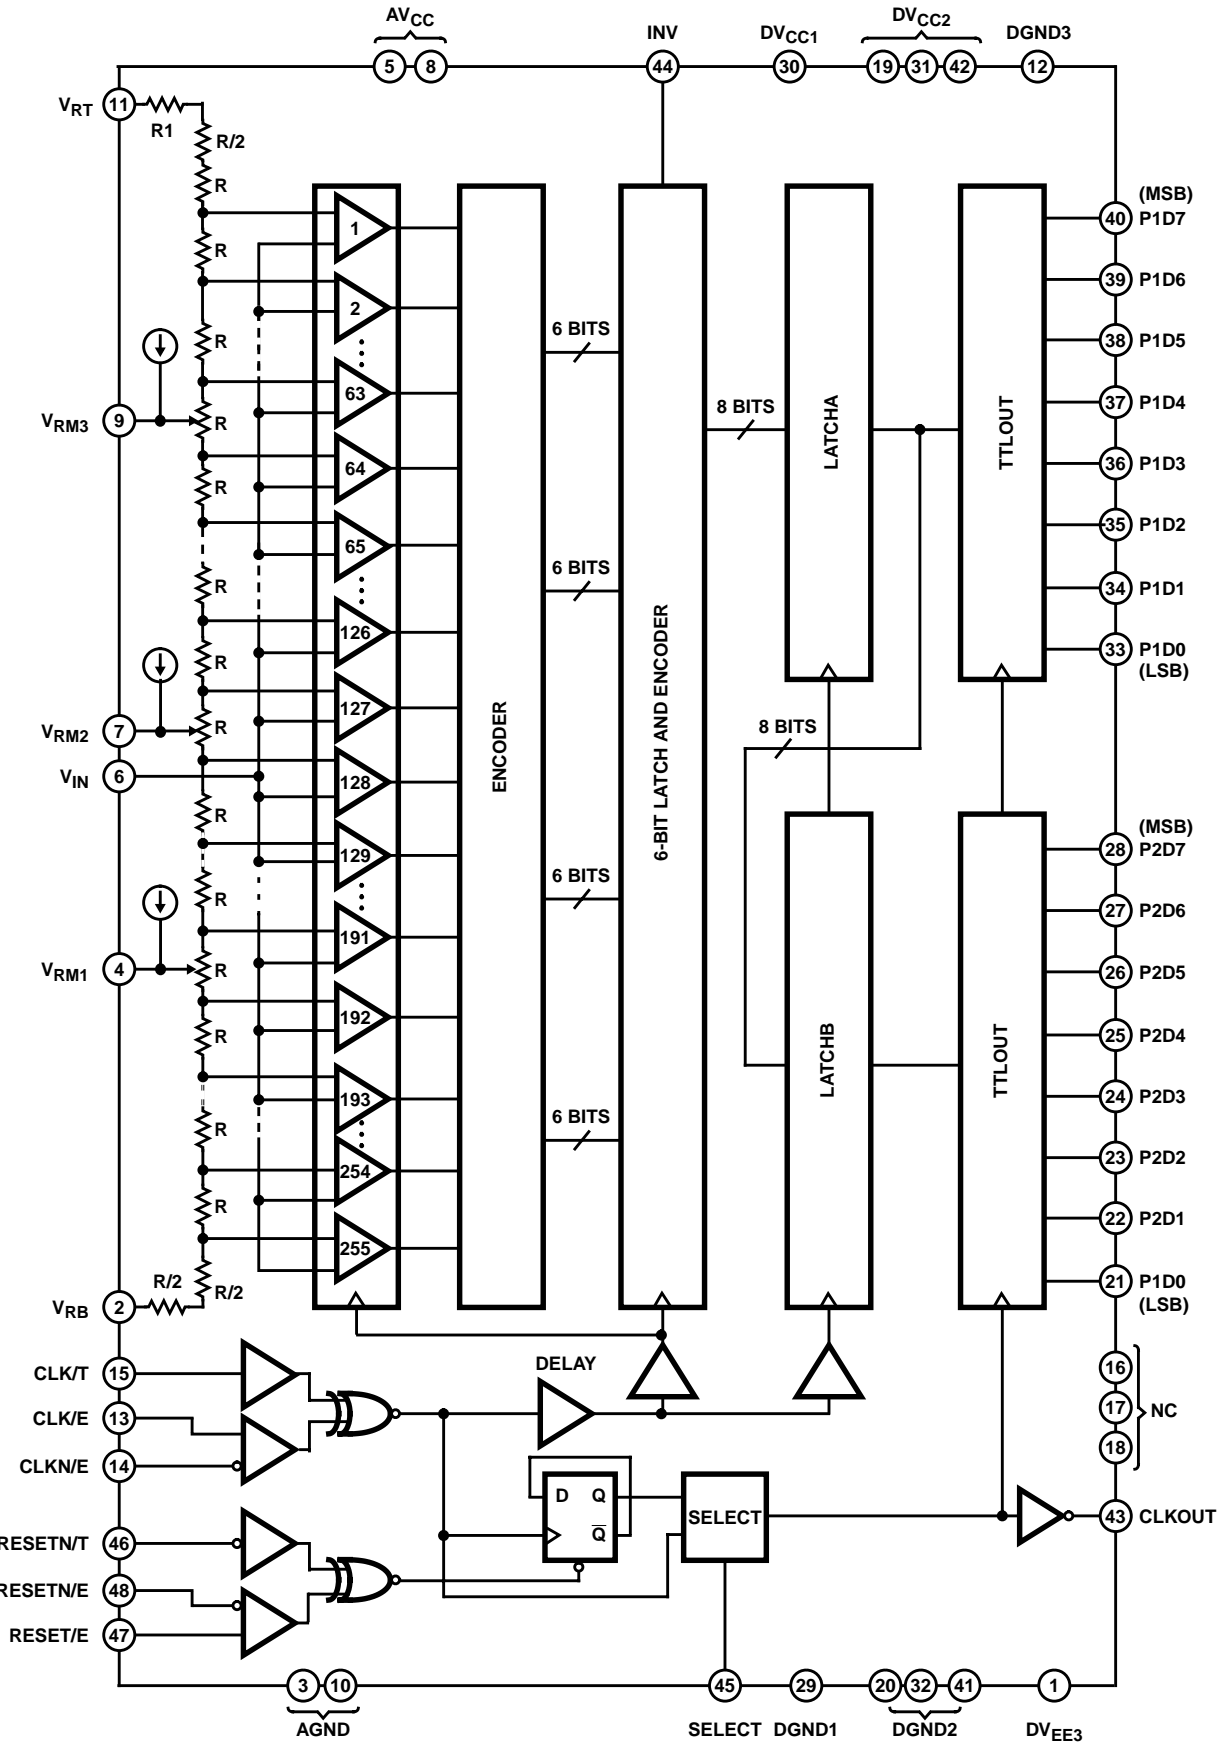 AVCC INV DVCC1 DVCC2 DGND3
5 8 44 30 19 31 42 12
VRT 11
R1
R/2
R
(MSB)
1 40 P1D7
R
39 P1D6
2
6 BITS
R
38 P1D5
63
8 BITS
37 P1D4
VRM3 9 R
LATCHA
TTLOUT
64 36 P1D3
R
35 P1D2
65
6 BITS
R
34 P1D1
126
33 P1D0
(LSB)
R
127
8 BITS
VRM2 7 R
ENCODER
6-BIT LATCH AND ENCODER
VIN 6
128
R
(MSB)
28 P2D7
129
6 BITS
R
27 P2D6
191
VRM1 4 R
26 P2D5
192
R
25 P2D4
LATCHB
TTLOUT
193
24 P2D3
6 BITS
R
23 P2D2
254
R
22 P2D1
255
R/2
R/2
21 P1D0
(LSB)
VRB 2
DELAY
CLK/T 15
16
CLK/E 13
17 NC
CLKN/E 14
18
D Q
SELECT
43 CLKOUT
Q
RESETN/T 46
RESETN/E 48
RESET/E 47
3 10 45 29 20 32 41 1
AGND SELECT DGND1 DGND2 DVEE3